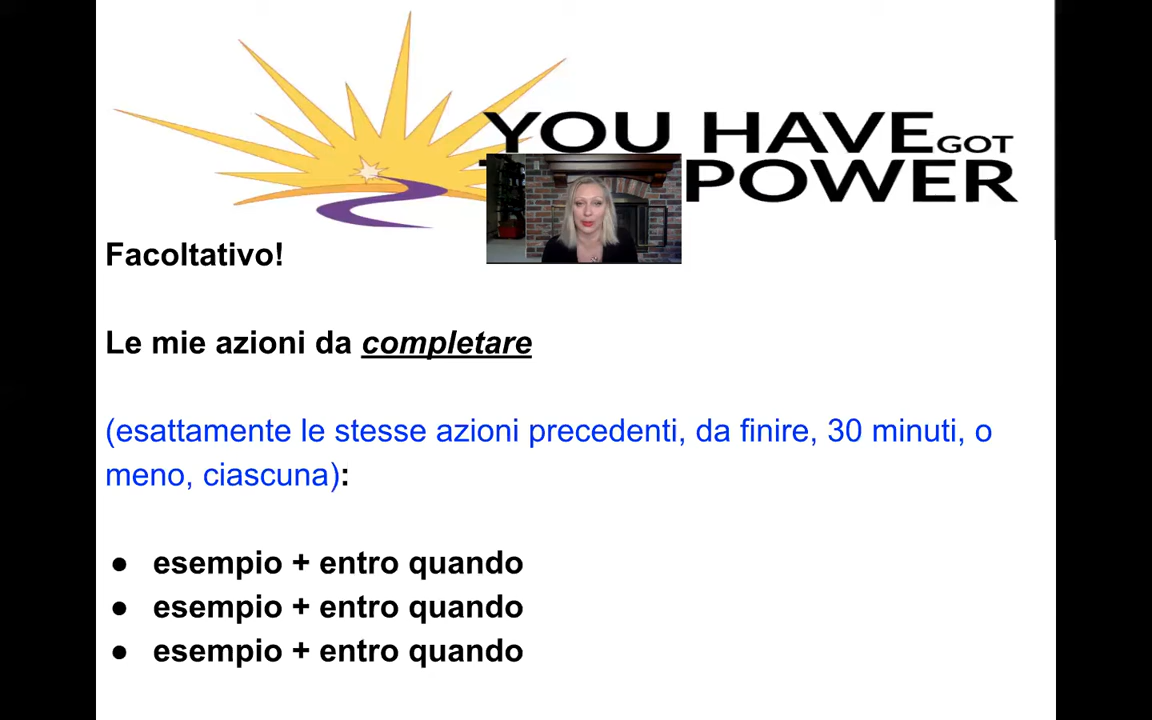 YOU HAVE GOT
POWER
Facoltativo!
Le mie azioni da completare
(esattamente le stesse azioni precedenti, da finire, 30 minuti, o
meno, ciascuna):
● esempio + entro quando
● esempio + entro quando
● esempio + entro quando